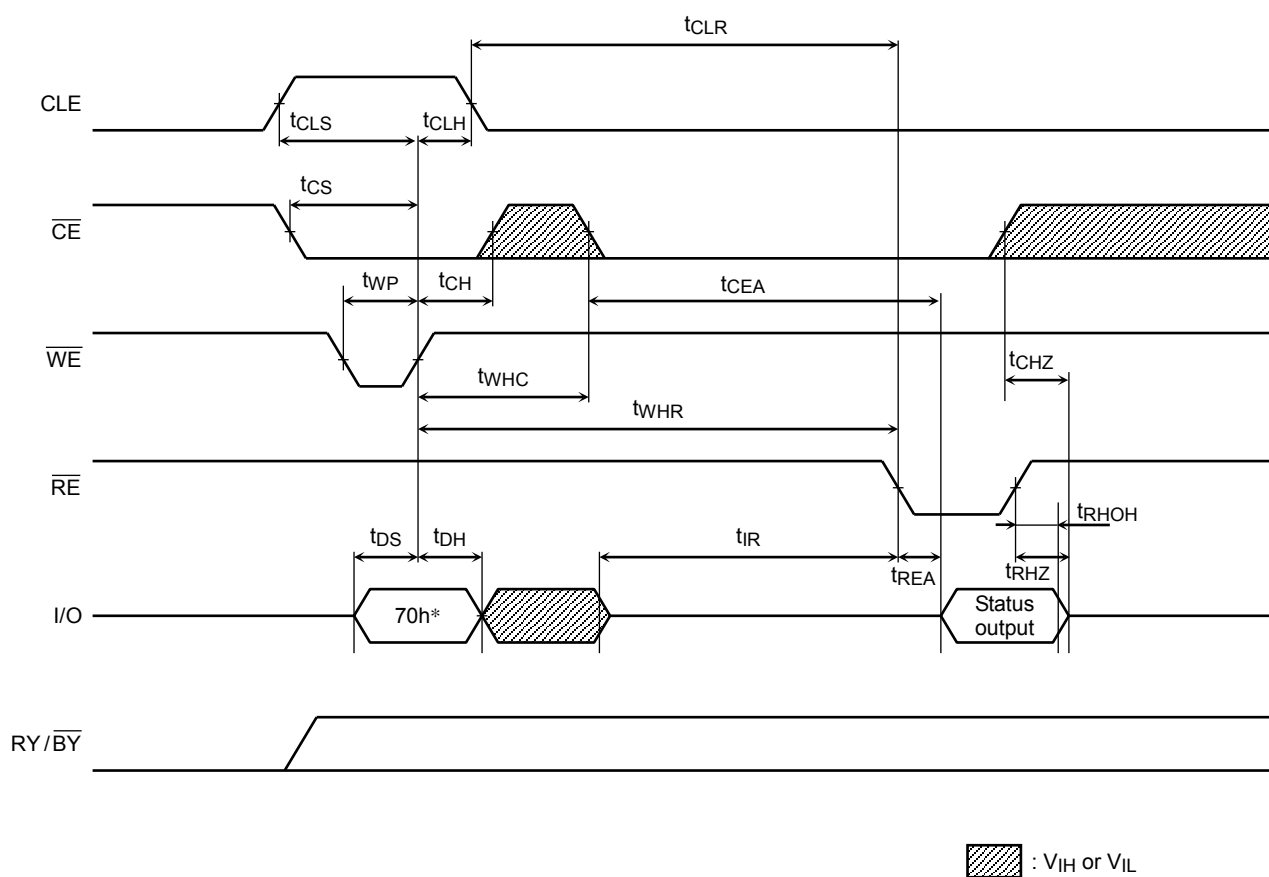 tCLR
CLE
tCLS
tCLH
tCS
CE
tWP
tCH
tCEA
WE
tCHZ
tWHC
tWHR
RE
tRHOH
tDS
tDH
tIR
tREA
tRHZ
I/O
70h*
Status
output
RY/BY
: VIH or VIL